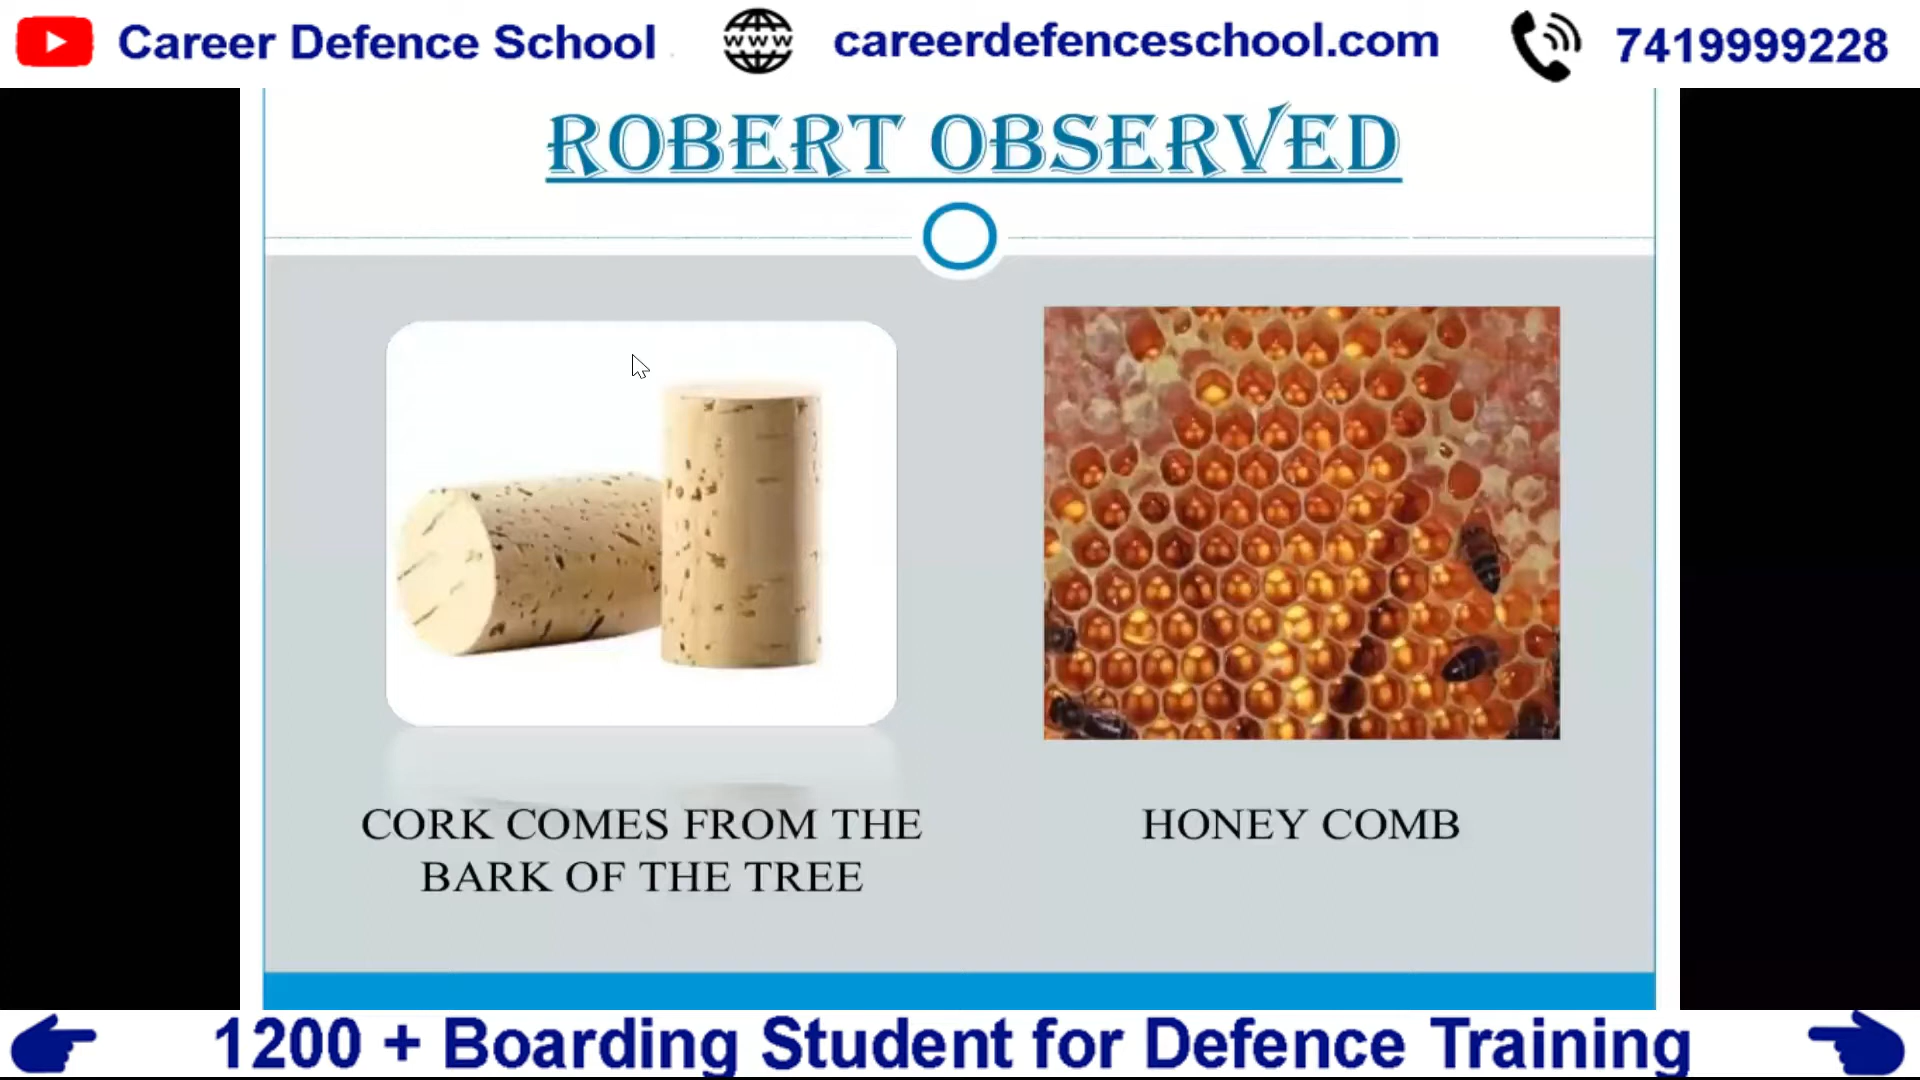 Career Defence School
www
careerdefenceschool.com
7419999228
ROBERT OBSERVED
CORK COMES FROM THE
BARK OF THE TREE
HONEY COMB
1200 + Boarding Student for Defence Training